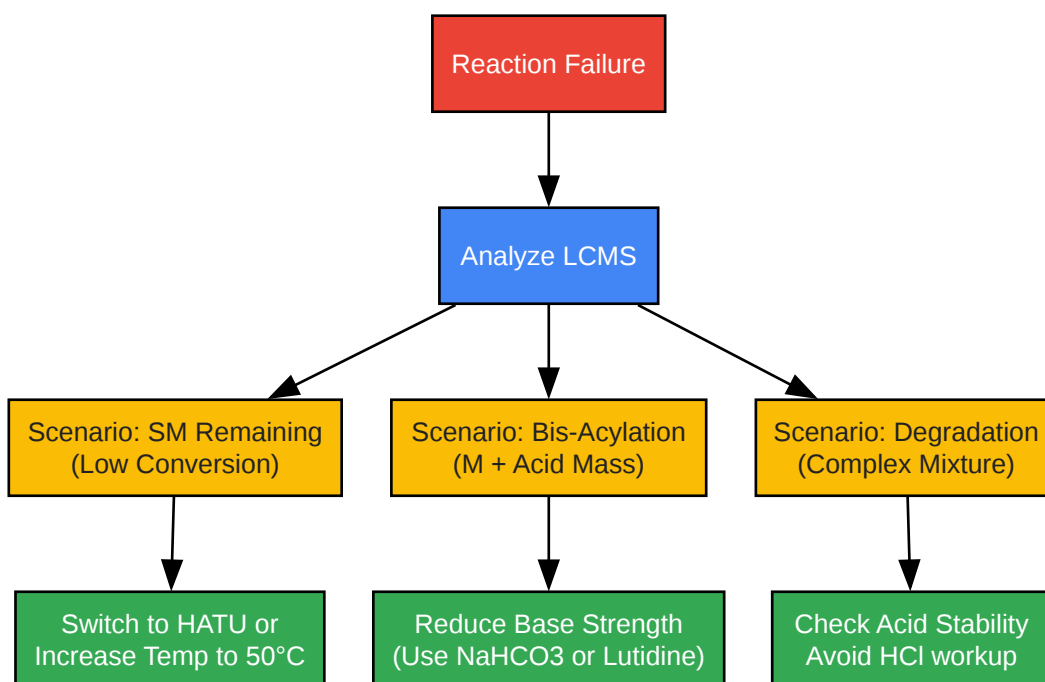 Reaction Failure
Analyze LCMS
Scenario: SM Remaining
(Low Conversion)
Scenario: Bis-Acylation
(M + Acid Mass)
Scenario: Degradation
(Complex Mixture)
Switch to HATU or
Increase Temp to 50°C
Reduce Base Strength
(Use NaHCO3 or Lutidine)
Check Acid Stability
Avoid HCl workup